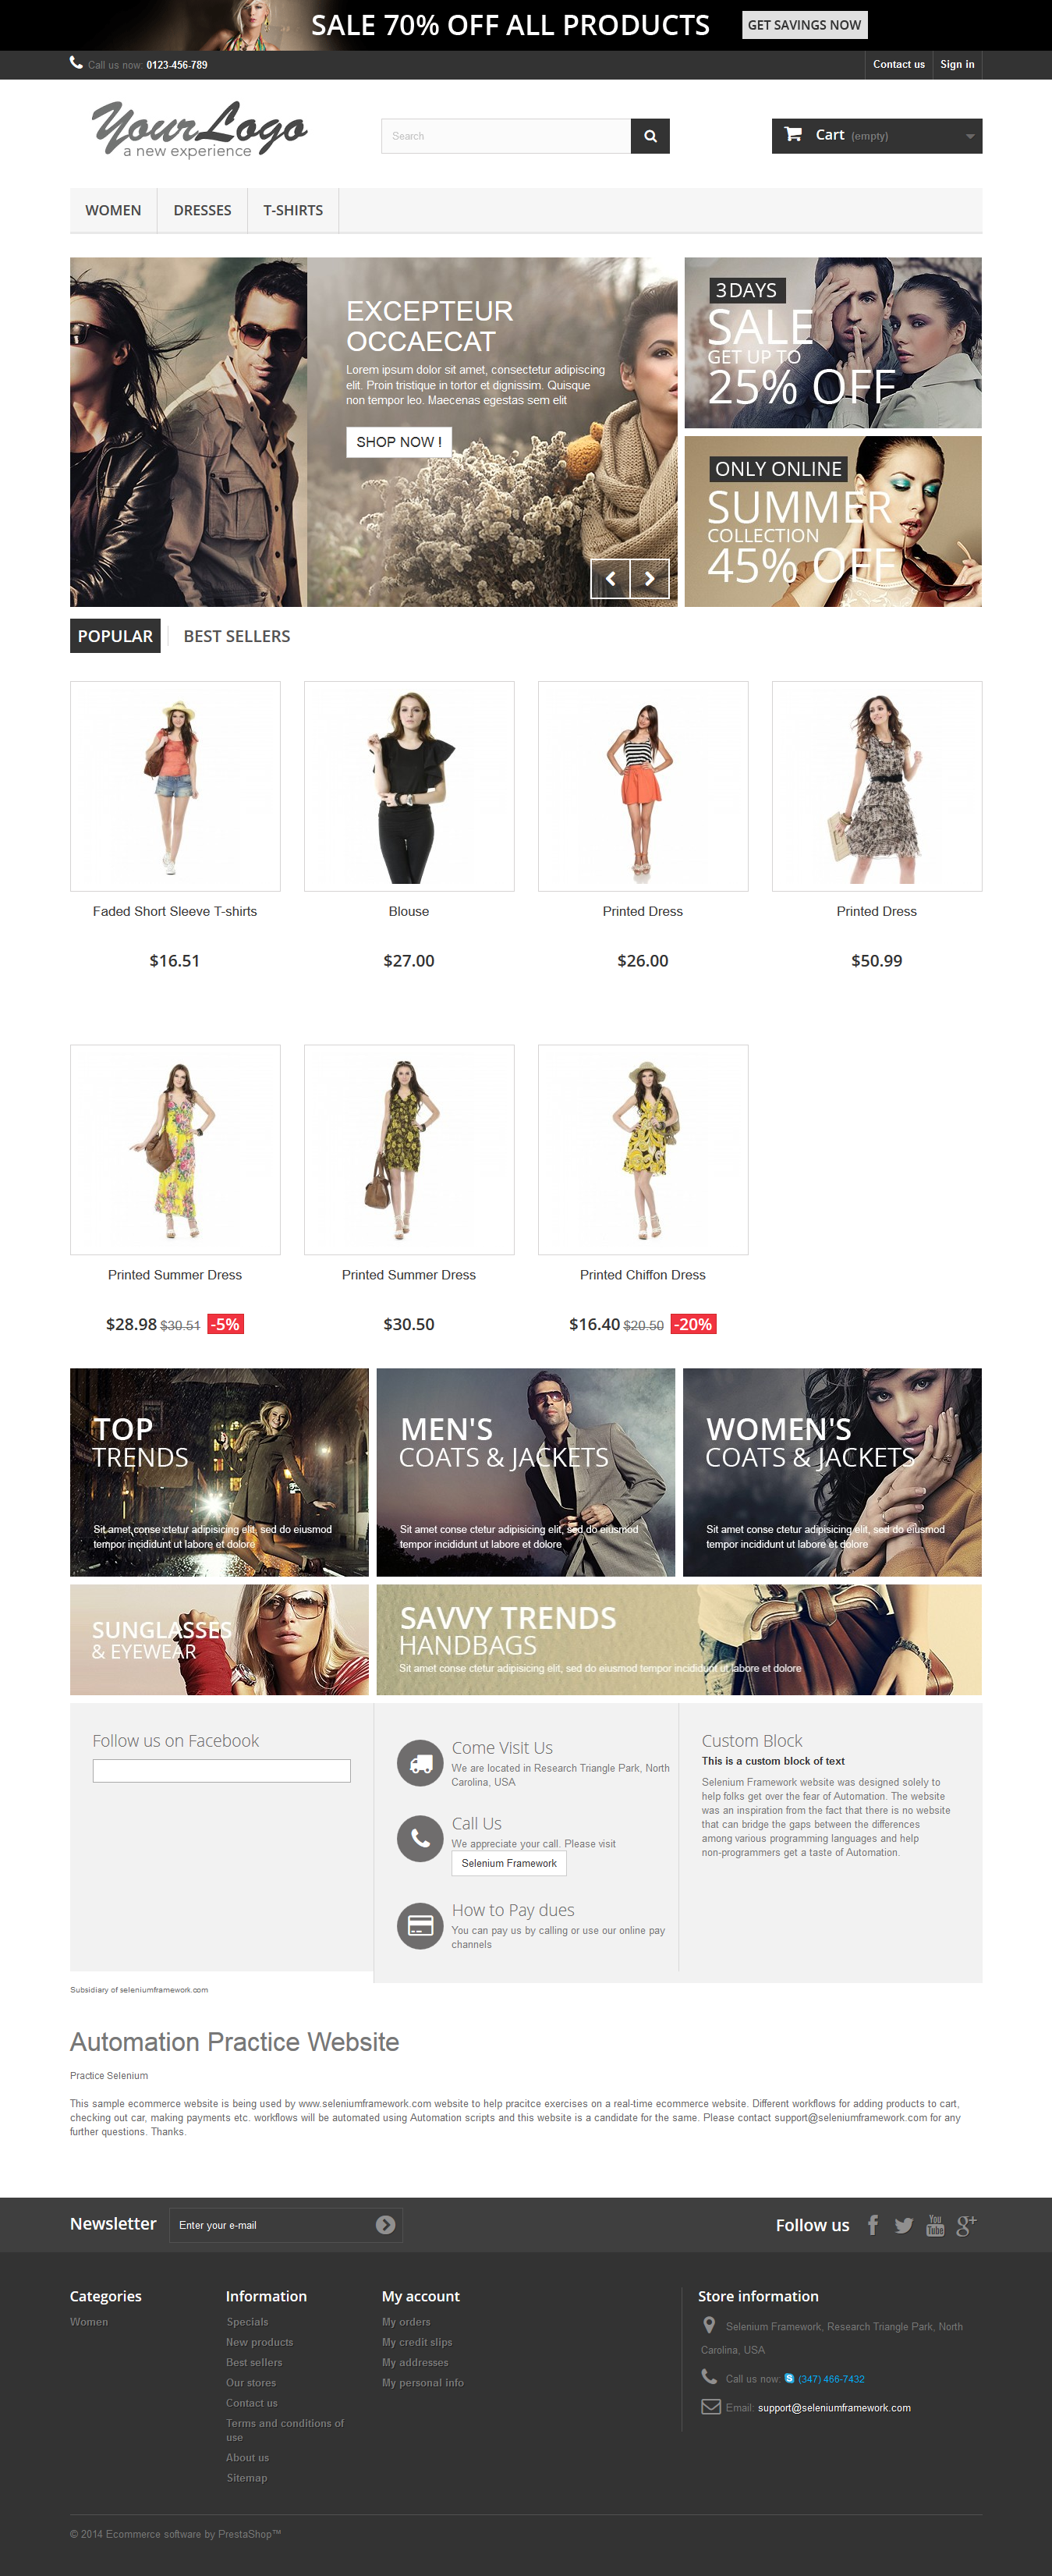 SALE 70% OFF ALL PRODUCTS
GET SAVINGS NOW
Call us now: 0123-456-789
Contact us
Sign in
YourLogo
a new experience
Search
Cart (empty)
WOMEN
DRESSES
T-SHIRTS
EXCEPTEUR
OCCAECAT
Lorem ipsum dolor sit amet, consectetur adipiscing
elit. Proin tristique in tortor et dignissim. Quisque
non tempor leo. Maecenas egestas sem elit
SHOP NOW !
3DAYS
SALE
GET UP TO
25% OFF
ONLY ONLINE
SUMMER
COLLECTION
45% OFF
POPULAR
BEST SELLERS
Faded Short Sleeve T-shirts
$16.51
Blouse
$27.00
Printed Dress
$26.00
Printed Dress
$50.99
Printed Summer Dress
$28.98 $30.51 -5%
Printed Summer Dress
$30.50
Printed Chiffon Dress
$16.40 $20.50 -20%
TOP
TRENDS
Sit amet conse ctetur adipisicing elit, sed do eiusmod
tempor incididunt ut labore et dolore
MEN'S
COATS & JACKETS
Sit amet conse ctetur adipisicing elit, sed do eiusmod
tempor incididunt ut labore et dolore
WOMEN'S
COATS & JACKETS
Sit amet conse ctetur adipisicing elit, sed do eiusmod
tempor incididunt ut labore et dolore
SUNGLASSES
& EYEWEAR
SAVVY TRENDS
HANDBAGS
Sit amet conse ctetur adipisicing elit, sed do eiusmod tempor incididunt ut labore et dolore
Follow us on Facebook
Come Visit Us
We are located in Research Triangle Park, North
Carolina, USA
Call Us
We appreciate your call. Please visit
Selenium Framework
How to Pay dues
You can pay us by calling or use our online pay
channels
Custom Block
This is a custom block of text
Selenium Framework website was designed solely to
help folks get over the fear of Automation. The website
was an inspiration from the fact that there is no website
that can bridge the gaps between the differences
among various programming languages and help
non-programmers get a taste of Automation.
Subsidiary of seleniumframework.com
Automation Practice Website
Practice Selenium
This sample ecommerce website is being used by www.seleniumframework.com website to help pracitce exercises on a real-time ecommerce website. Different workflows for adding products to cart,
checking out car, making payments etc. workflows will be automated using Automation scripts and this website is a candidate for the same. Please contact support@seleniumframework.com for any
further questions. Thanks.
Newsletter
Enter your e-mail
Follow us
You
Tube
Categories
Women
Information
Specials
New products
Best sellers
Our stores
Contact us
Terms and conditions of
use
About us
Sitemap
My account
My orders
My credit slips
My addresses
My personal info
Store information
Selenium Framework, Research Triangle Park, North
Carolina, USA
Call us now: (347) 466-7432
Email: support@seleniumframework.com
© 2014 Ecommerce software by PrestaShop™